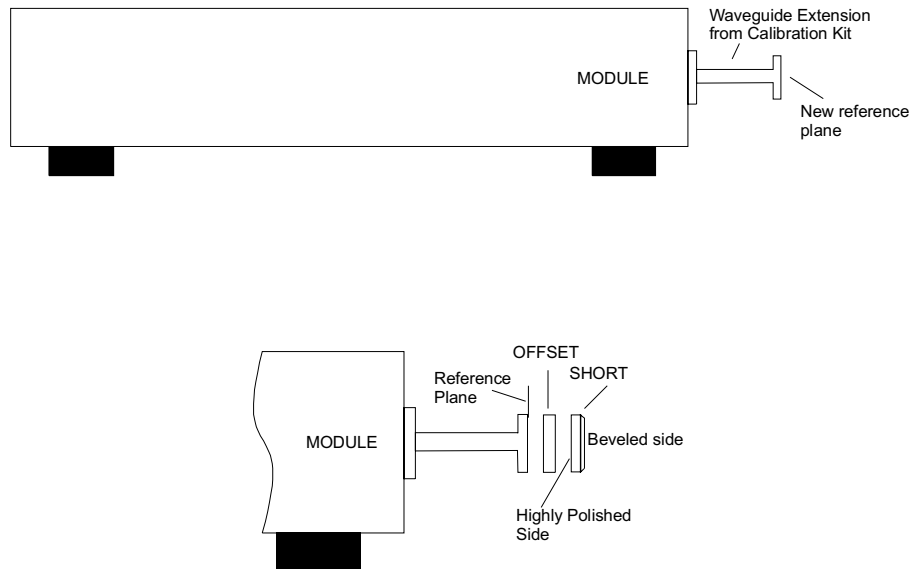 Waveguide Extension
from Calibration Kit
MODULE
New reference
plane
OFFSET
Reference
Plane
SHORT
MODULE
Beveled side
Highly Polished
Side